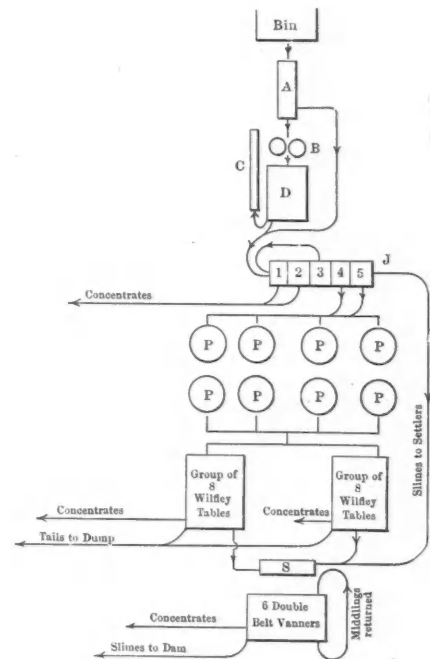 Bin
A
B
C
D
J
1 2 3 4 5
Concentrates
P P P P
P P P P
Slimes to Settlers
Group of
8
Wilfley
Tables
Group of
8
Wilfley
Tables
Concentrates
Concentrates
Tails to Dump
S
6 Double
Belt Vanners
Middlings
returned
Concentrates
Slimes to Dam